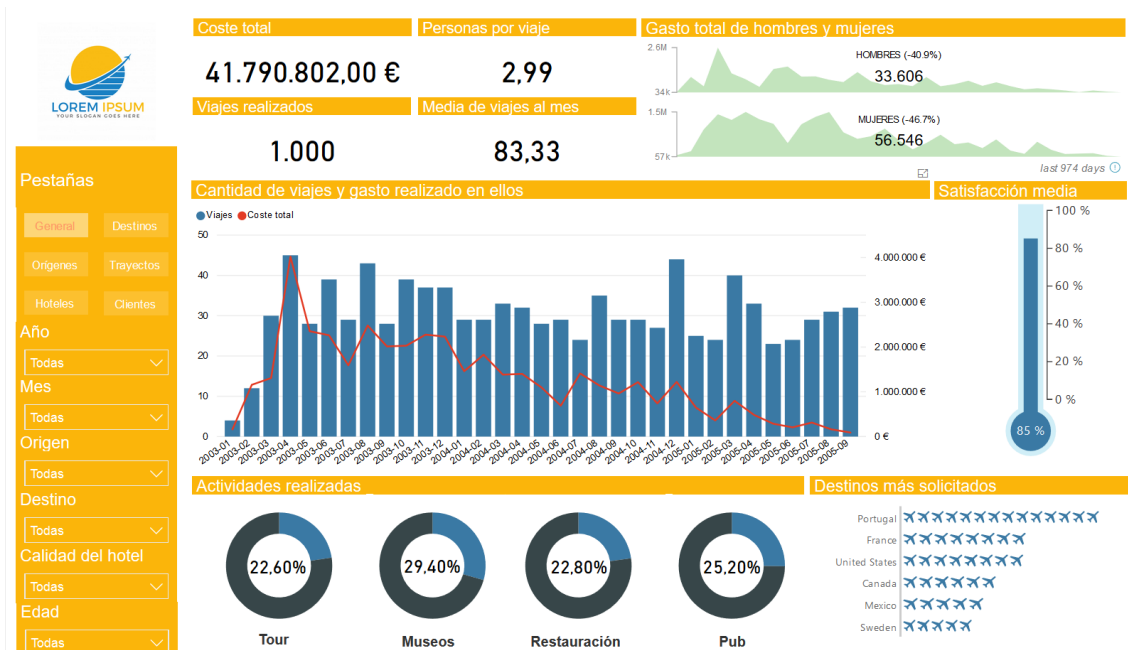 LOREM IPSUM
YOUR SLOGAN GOES HERE
Pestañas
General Destinos
Orígenes Trayectos
Hoteles Clientes
Año
Todas
Mes
Todas
Origen
Todas
Destino
Todas
Calidad del hotel
Todas
Edad
Todas
Coste total
41.790.802,00 €
Personas por viaje
2,99
Viajes realizados
1.000
Media de viajes al mes
83,33
Gasto total de hombres y mujeres
2.6M
34k
HOMBRES (-40.9%)
33.606
1.5M
57k
MUJERES (-46.7%)
56.546
last 974 days
Cantidad de viajes y gasto realizado en ellos
Viajes Coste total
50
40
30
20
10
0
4.000.000 €
3.000.000 €
2.000.000 €
1.000.000 €
0 €
2003-01 2003-02 2003-03 2003-04 2003-05 2003-06 2003-07 2003-08 2003-09 2003-10 2003-11 2003-12 2004-01 2004-02 2004-03 2004-04 2004-05 2004-06 2004-07 2004-08 2004-09 2004-10 2004-11 2004-12 2005-01 2005-02 2005-03 2005-04 2005-05 2005-06 2005-07 2005-08 2005-09
Satisfacción media
100 %
80 %
60 %
40 %
20 %
0 %
85 %
Actividades realizadas
22,60%
Tour
29,40%
Museos
22,80%
Restauración
25,20%
Pub
Destinos más solicitados
Portugal
France
United States
Canada
Mexico
Sweden